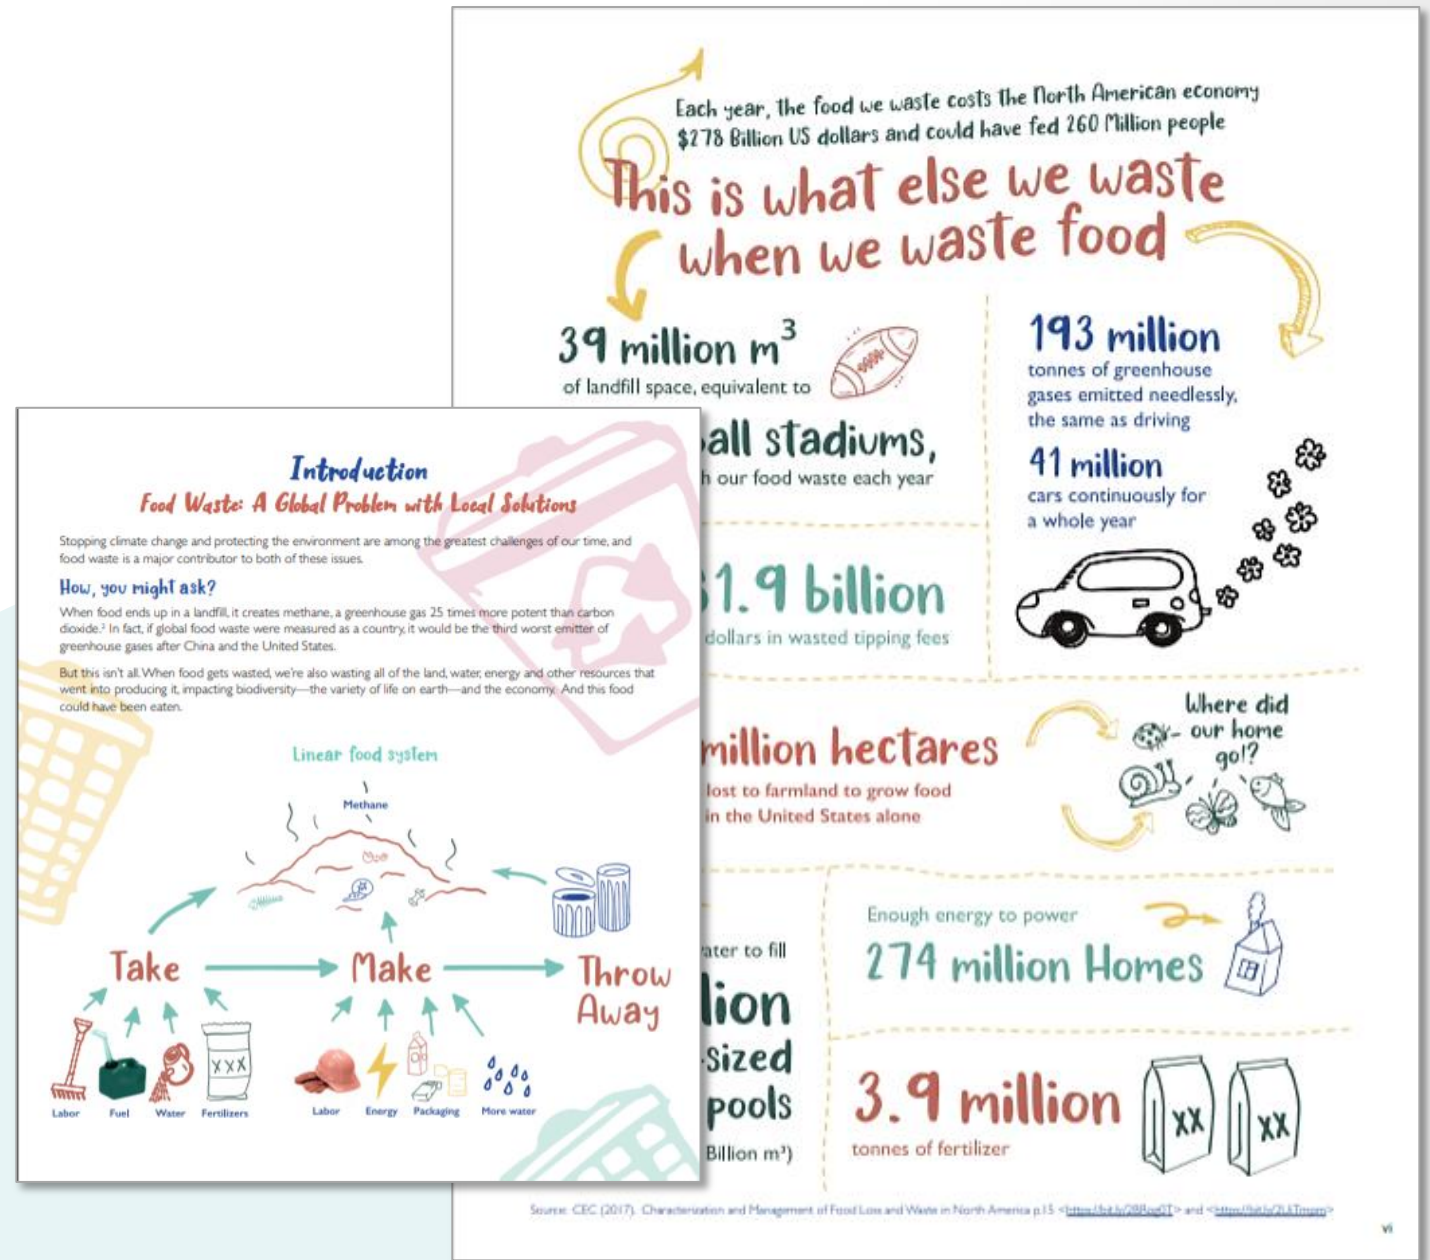 Each year, the food we waste costs the North American economy
$278 Billion US dollars and could have fed 260 Million people
This is what else we waste
when we waste food
39 million m³
of landfill space, equivalent to
all stadiums,
our food waste each year
1.9 billion
dollars in wasted tipping fees
193 million
tonnes of greenhouse
gases emitted needlessly,
the same as driving
41 million
cars continuously for
a whole year
million hectares
lost to farmland to grow food
in the United States alone
Where did
our home
go!?
ater to fill
lion
-sized
pools
Billion m³)
Enough energy to power
274 million Homes
3.9 million
tonnes of fertilizer
XX
XX
Source: CEC (2017). Characterization and Management of Food Loss and Waste in North America p.15 and
vi
Introduction
Food Waste: A Global Problem with Local Solutions
Stopping climate change and protecting the environment are among the greatest challenges of our time, and
food waste is a major contributor to both of these issues.
How, you might ask?
When food ends up in a landfill, it creates methane, a greenhouse gas 25 times more potent than carbon
dioxide.² In fact, if global food waste were measured as a country, it would be the third worst emitter of
greenhouse gases after China and the United States.
But this isn't all. When food gets wasted, we're also wasting all of the land, water, energy and other resources that
went into producing it, impacting biodiversity—the variety of life on earth—and the economy. And this food
could have been eaten.
Linear food system
Methane
Take
Make
Throw
Away
XXX
Labor
Fuel
Water
Fertilizers
Labor
Energy
Packaging
More water